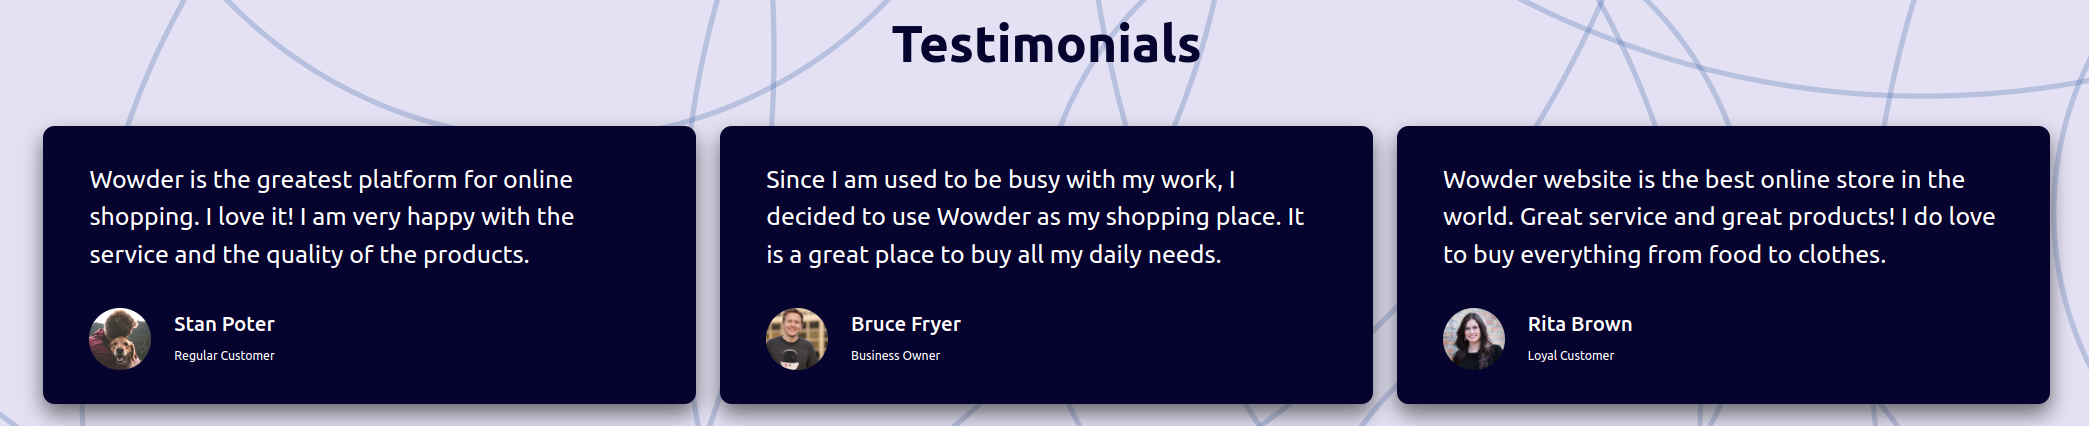 Testimonials
Wowder is the greatest platform for online
shopping. I love it! I am very happy with the
service and the quality of the products.
Stan Poter
Regular Customer
Since I am used to be busy with my work, I
decided to use Wowder as my shopping place. It
is a great place to buy all my daily needs.
Bruce Fryer
Business Owner
Wowder website is the best online store in the
world. Great service and great products! I do love
to buy everything from food to clothes.
Rita Brown
Loyal Customer